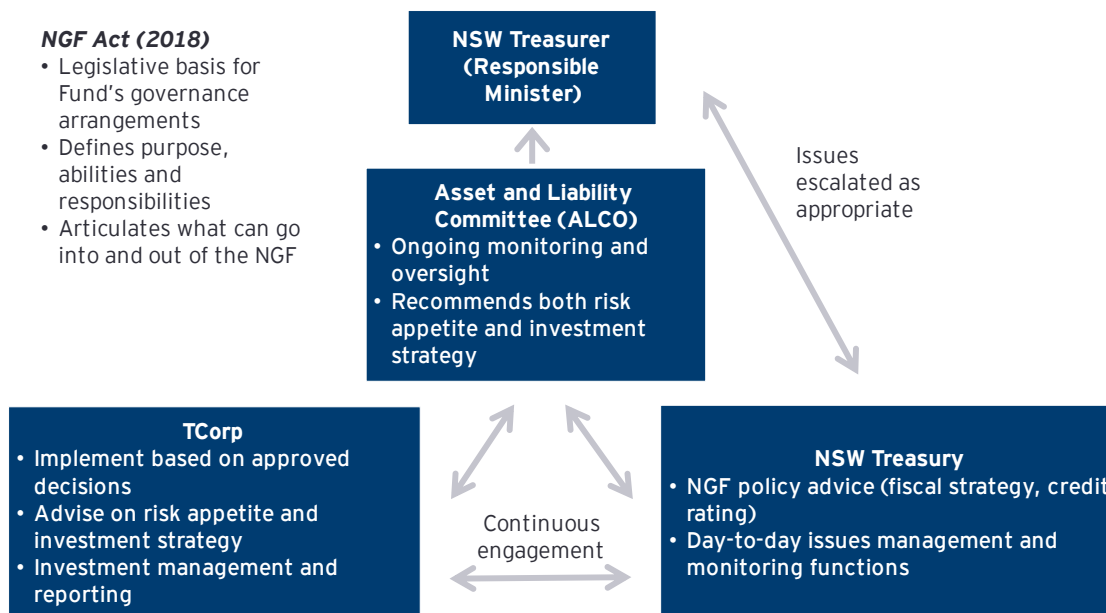 NGF Act (2018)
• Legislative basis for
Fund's governance
arrangements
• Defines purpose,
abilities and
responsibilities
• Articulates what can go
into and out of the NGF
NSW Treasurer
(Responsible
Minister)
Issues
escalated as
appropriate
Asset and Liability
Committee (ALCO)
• Ongoing monitoring and
oversight
• Recommends both risk
appetite and investment
strategy
TCorp
• Implement based on approved
decisions
• Advise on risk appetite and
investment strategy
• Investment management and
reporting
Continuous
engagement
NSW Treasury
• NGF policy advice (fiscal strategy, credit
rating)
• Day-to-day issues management and
monitoring functions